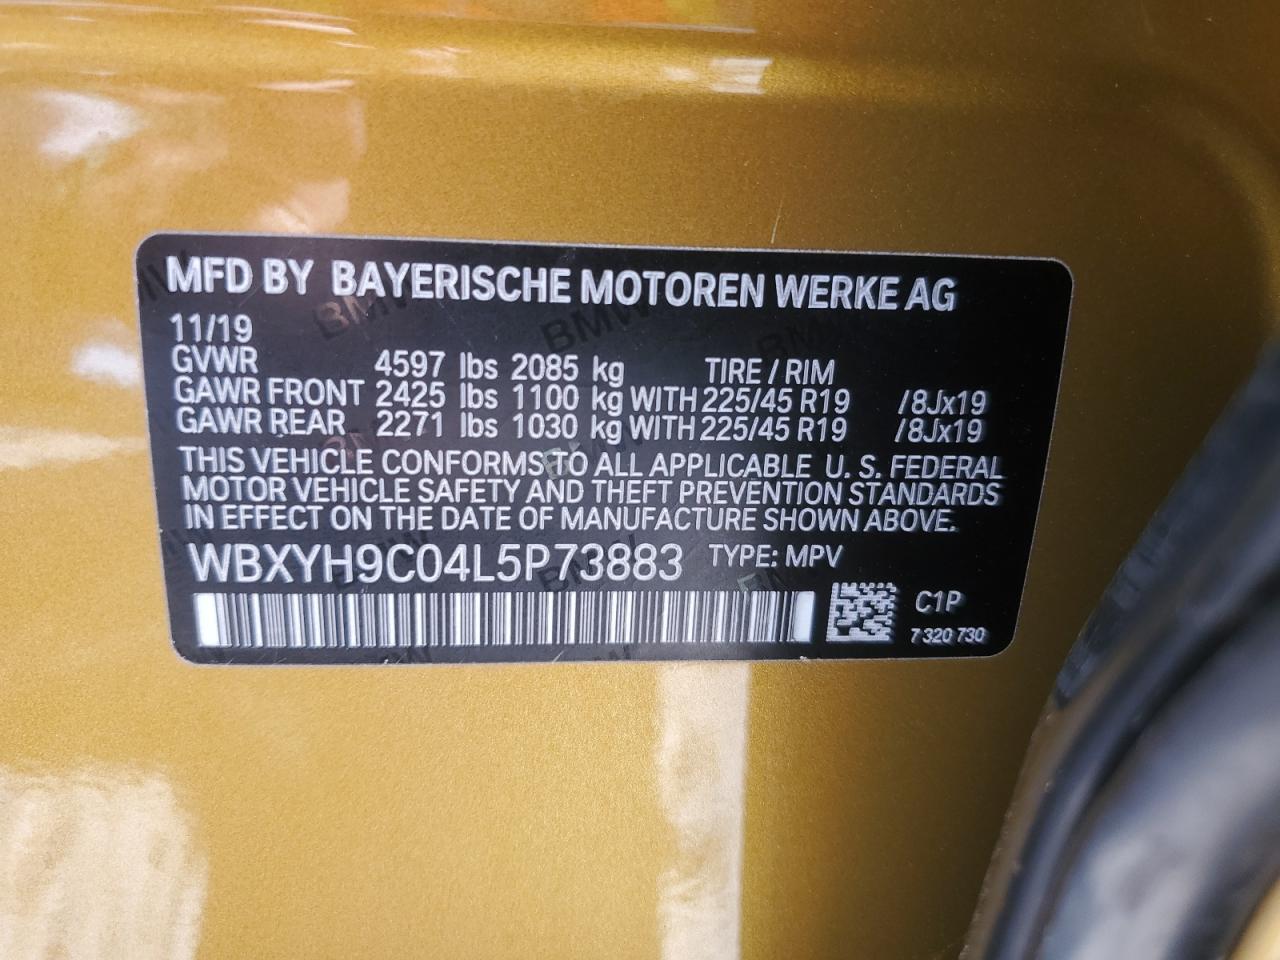 MFD BY BAYERISCHE MOTOREN WERKE AG
11/19
GVWR 4597 lbs 2085 kg TIRE / RIM
GAWR FRONT 2425 lbs 1100 kg WITH 225/45 R19 /8Jx19
GAWR REAR 2271 lbs 1030 kg WITH 225/45 R19 /8Jx19
THIS VEHICLE CONFORMS TO ALL APPLICABLE U. S. FEDERAL
MOTOR VEHICLE SAFETY AND THEFT PREVENTION STANDARDS
IN EFFECT ON THE DATE OF MANUFACTURE SHOWN ABOVE.
WBXYH9C04L5P73883 TYPE: MPV
C1P
7 320 730